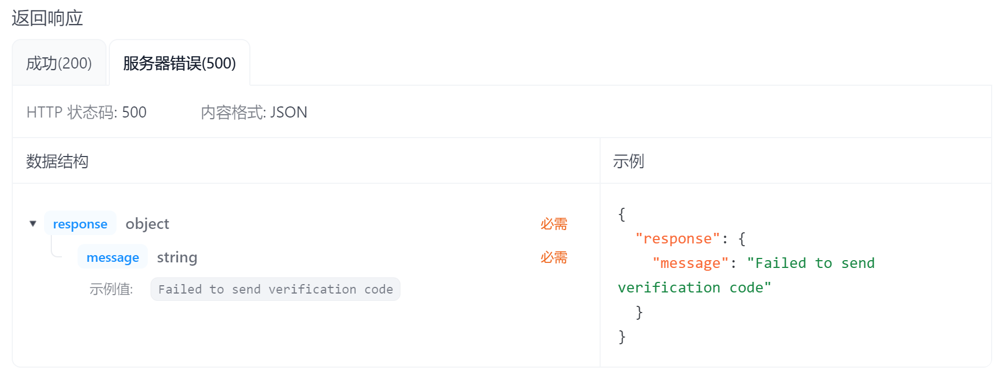 返回响应
成功(200)
服务器错误(500)
HTTP 状态码: 500
内容格式: JSON
数据结构
示例
response object 必需
message string 必需
示例值: Failed to send verification code
{
"response": {
"message": "Failed to send
verification code"
}
}